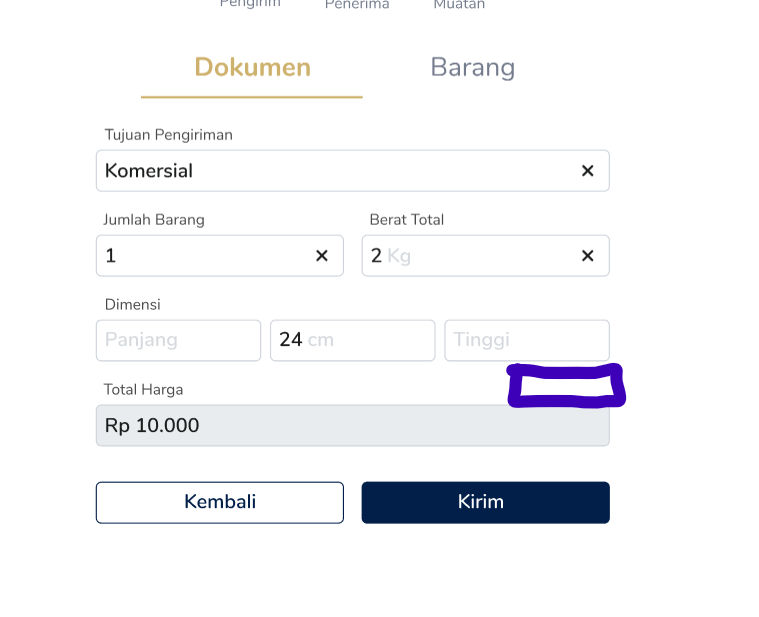 Pengirim Penerima Muatan
Dokumen Barang
Tujuan Pengiriman
Komersial ×
Jumlah Barang Berat Total
1 × 2 Kg ×
Dimensi
Panjang 24 cm Tinggi
Total Harga
Rp 10.000
Kembali Kirim